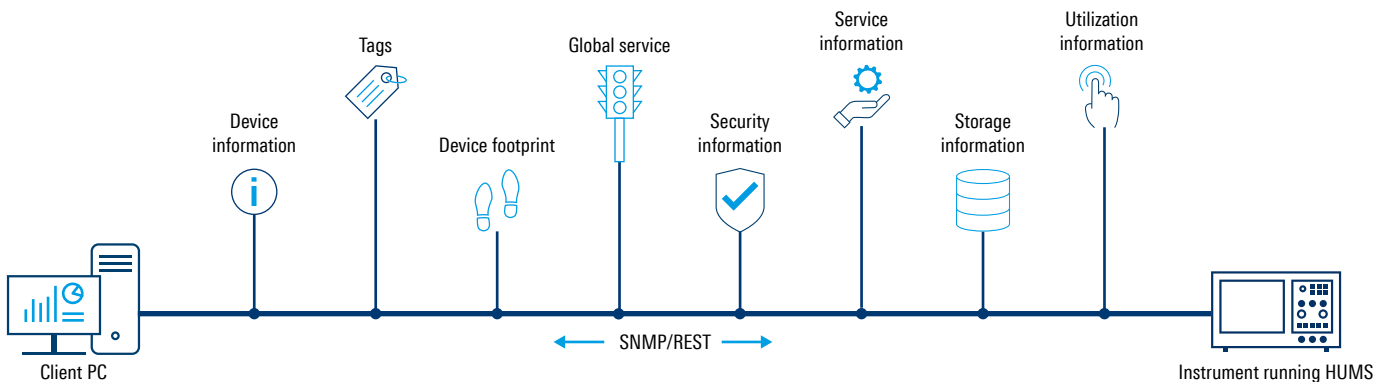 Device
information
Tags
Device footprint
Global service
Security
information
Service
information
Storage
information
Utilization
information
SNMP/REST
Client PC
Instrument running HUMS